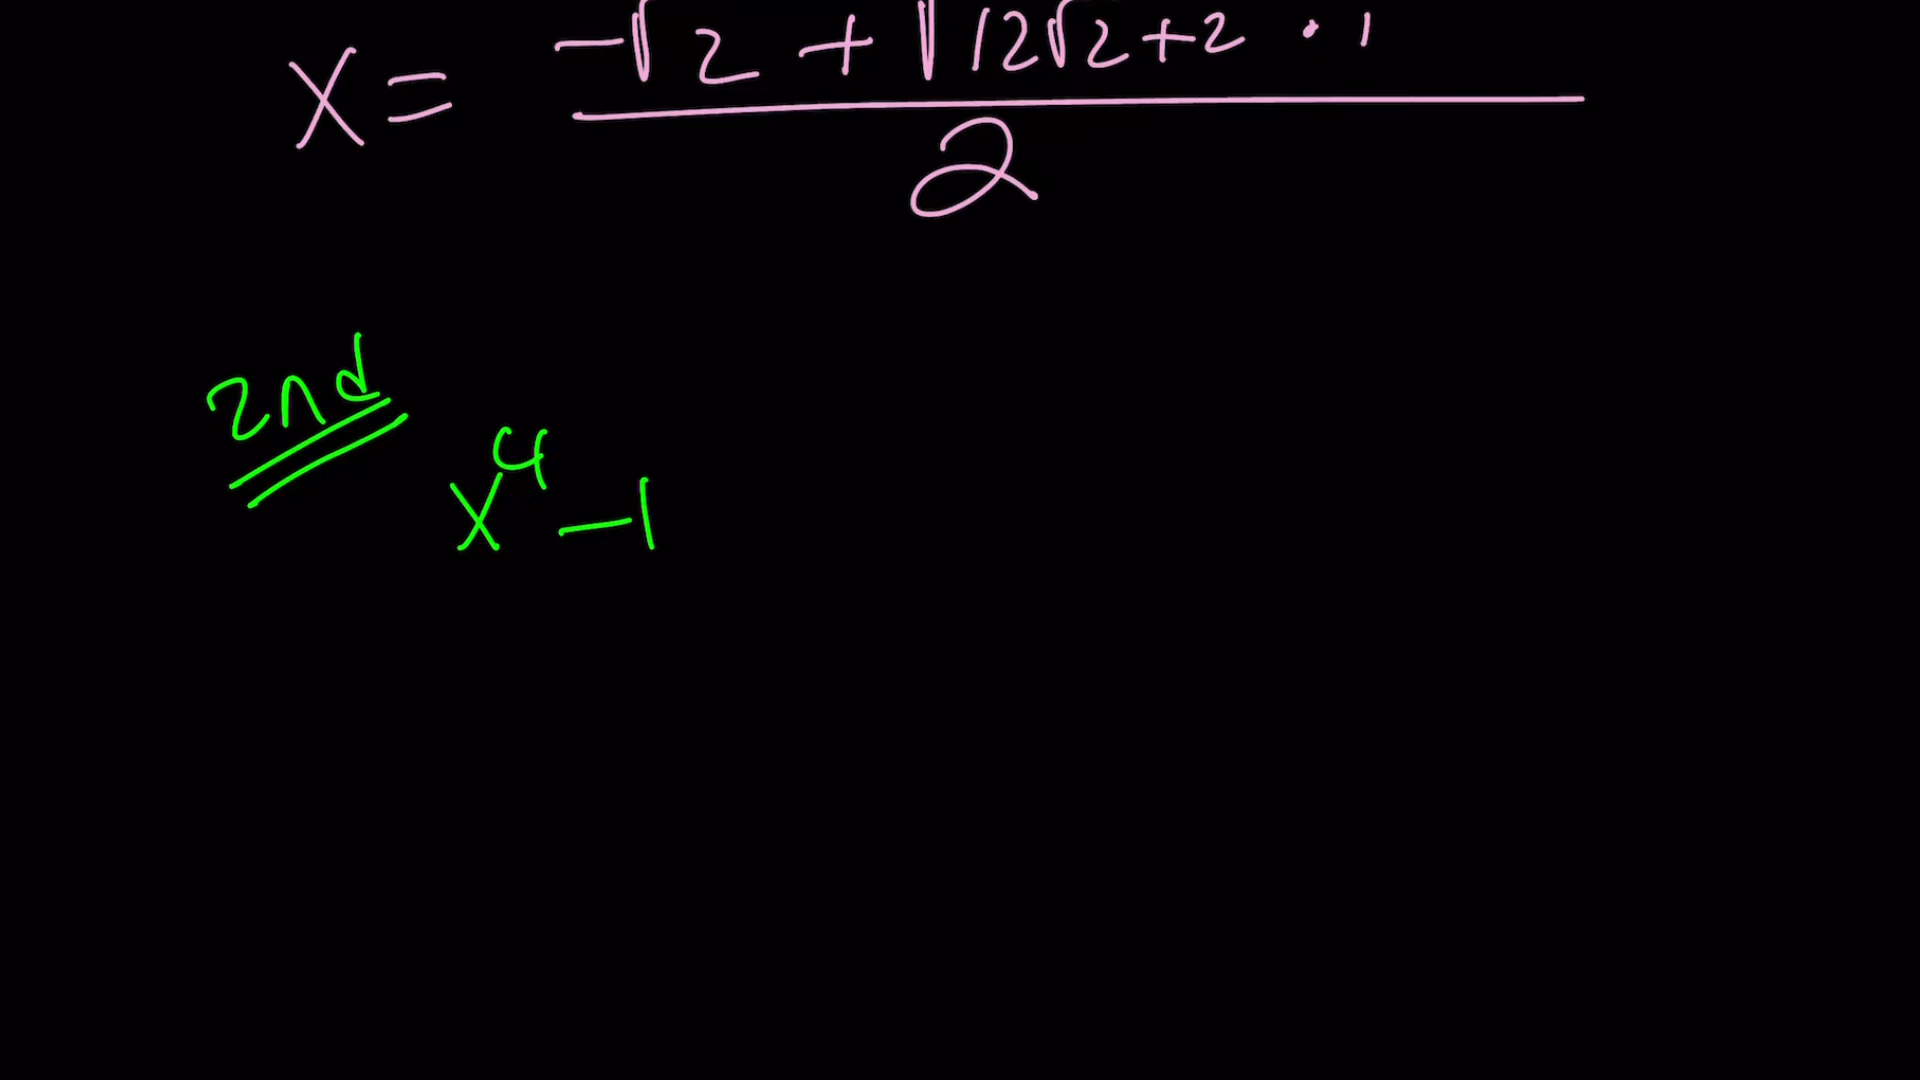 X = (-√2 + √(12√2 + 2 · 1)) / 2
2nd
X⁴ - 1